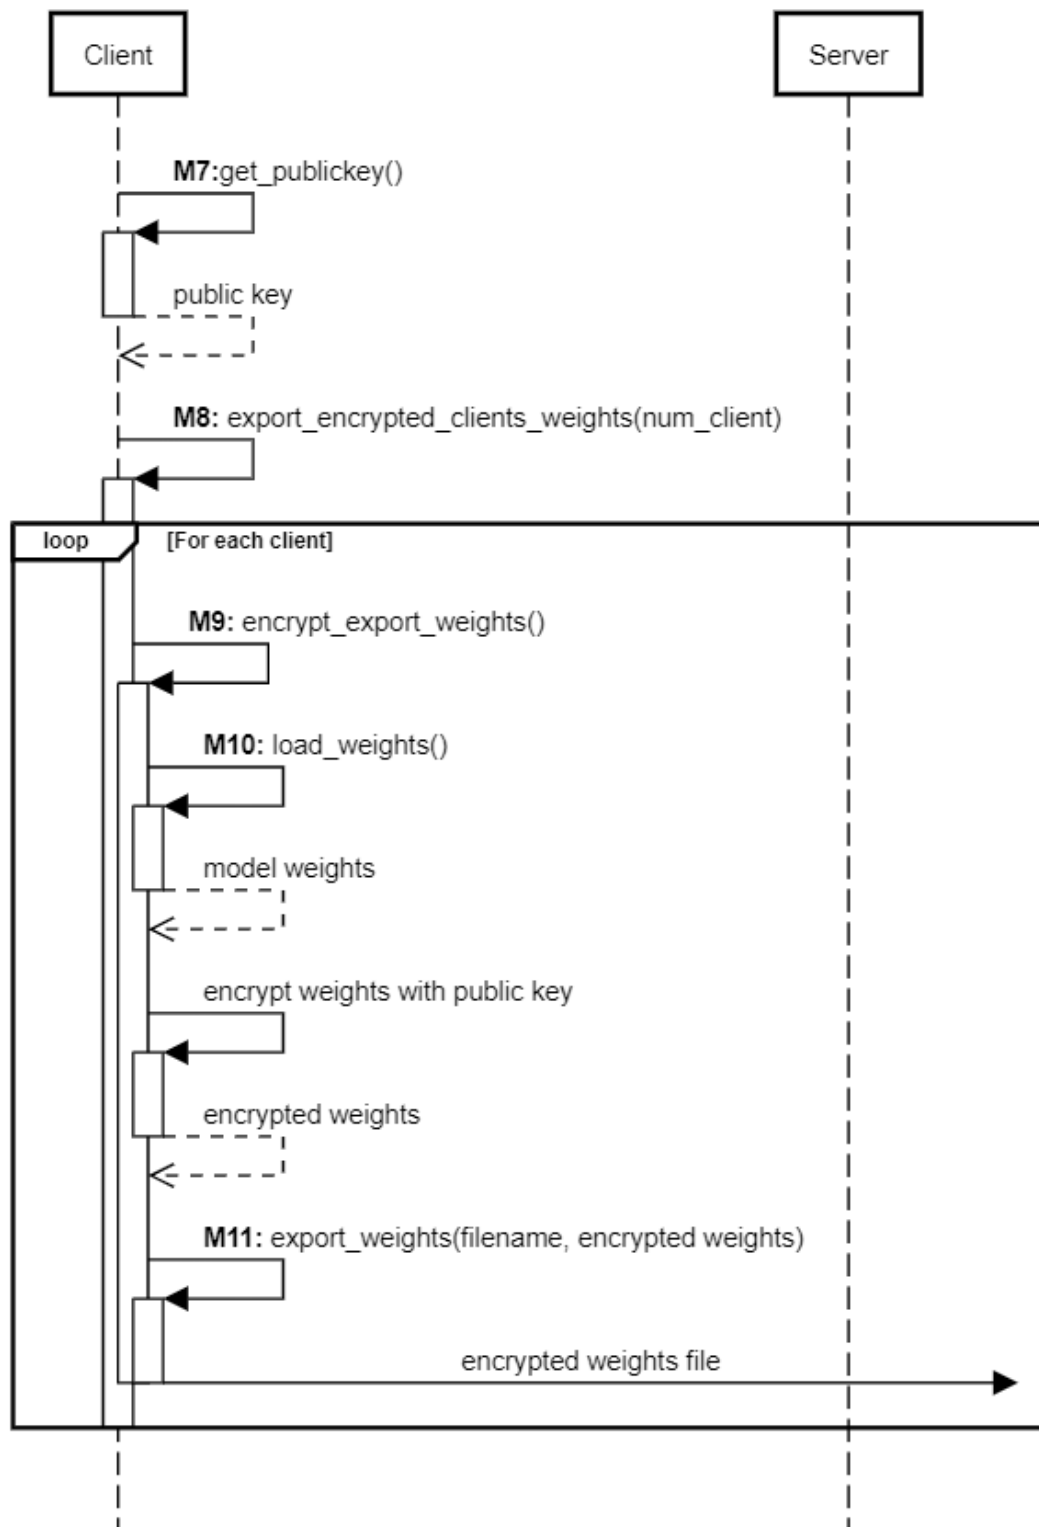 Client
Server
M7:get_publickey()
public key
M8: export_encrypted_clients_weights(num_client)
loop
[For each client]
M9: encrypt_export_weights()
M10: load_weights()
model weights
encrypt weights with public key
encrypted weights
M11: export_weights(filename, encrypted weights)
encrypted weights file